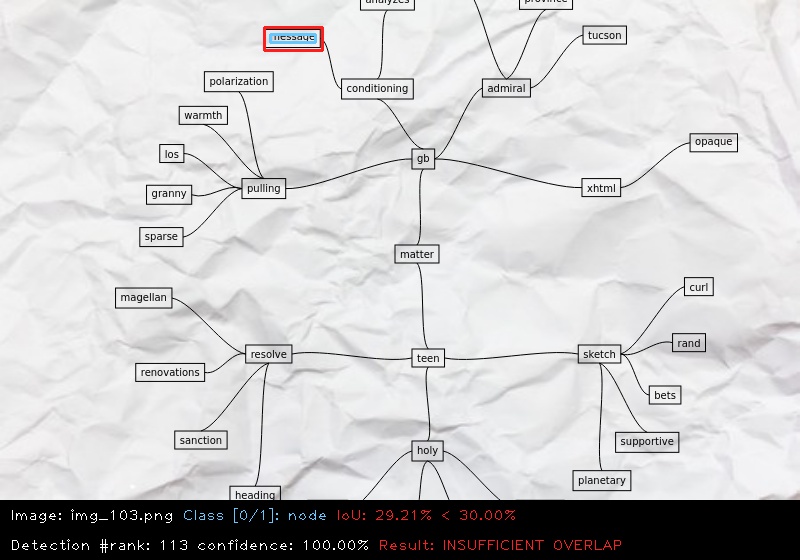 analyzes
province
message
tucson
polarization
conditioning
admiral
warmth
los
gb
opaque
granny
pulling
xhtml
sparse
matter
magellan
curl
rand
resolve
teen
sketch
renovations
bets
sanction
supportive
holy
planetary
heading
Image: img_103.png Class [0/1]: node IoU: 29.21% < 30.00%
Detection #rank: 113 confidence: 100.00% Result: INSUFFICIENT OVERLAP